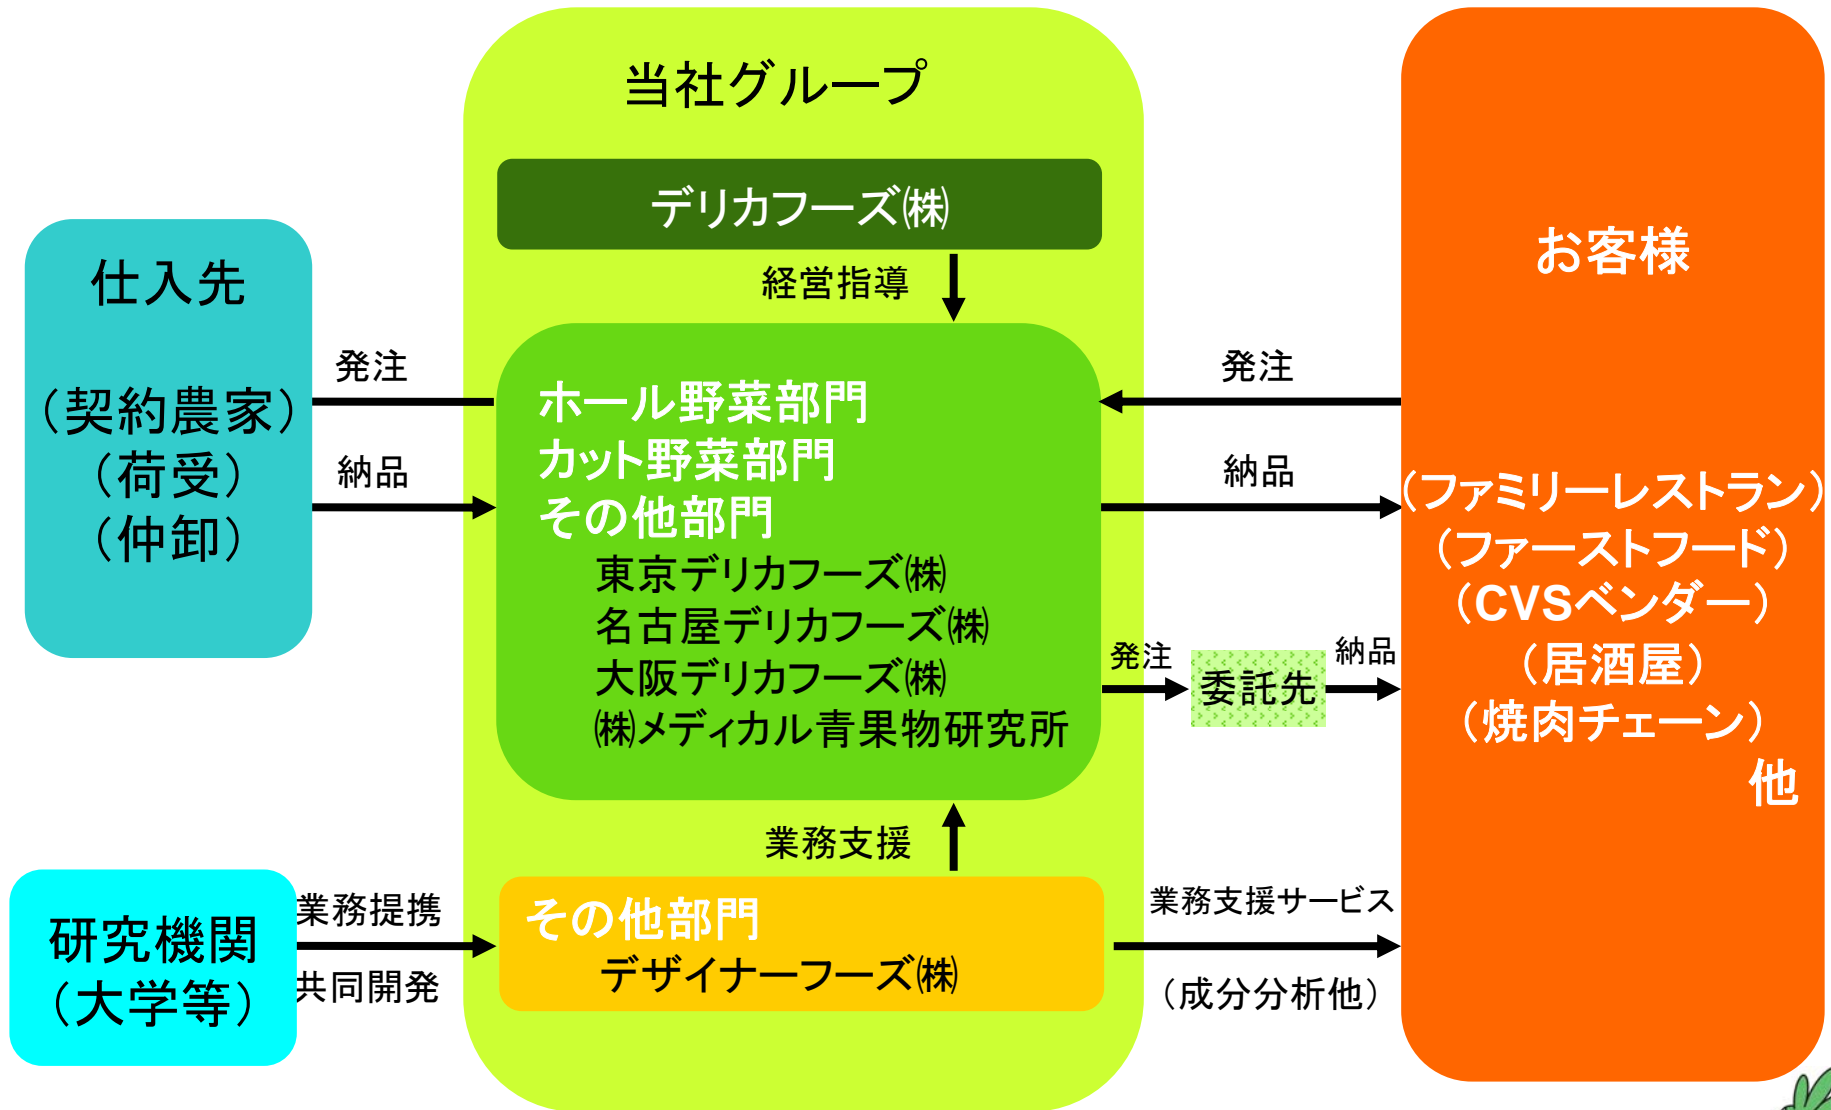 当社グループ
デリカフーズ㈱
経営指導
仕入先
（契約農家）
（荷受）
（仲卸）
発注
納品
ホール野菜部門
カット野菜部門
その他部門
東京デリカフーズ㈱
名古屋デリカフーズ㈱
大阪デリカフーズ㈱
㈱メディカル青果物研究所
発注
納品
発注
委託先
納品
お客様
（ファミリーレストラン）
（ファーストフード）
（CVSベンダー）
（居酒屋）
（焼肉チェーン）
他
業務支援
研究機関
（大学等）
業務提携
共同開発
その他部門
デザイナーフーズ㈱
業務支援サービス
（成分分析他）